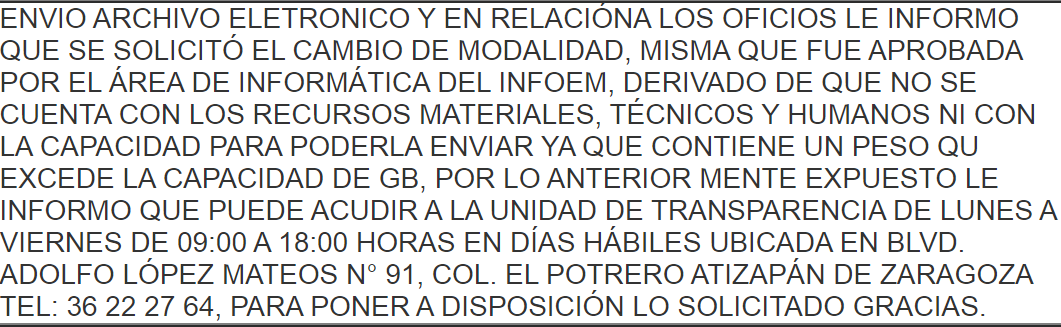 ENVIO ARCHIVO ELETRONICO Y EN RELACIÓNA LOS OFICIOS LE INFORMO
QUE SE SOLICITÓ EL CAMBIO DE MODALIDAD, MISMA QUE FUE APROBADA
POR EL ÁREA DE INFORMÁTICA DEL INFOEM, DERIVADO DE QUE NO SE
CUENTA CON LOS RECURSOS MATERIALES, TÉCNICOS Y HUMANOS NI CON
LA CAPACIDAD PARA PODERLA ENVIAR YA QUE CONTIENE UN PESO QU
EXCEDE LA CAPACIDAD DE GB, POR LO ANTERIOR MENTE EXPUESTO LE
INFORMO QUE PUEDE ACUDIR A LA UNIDAD DE TRANSPARENCIA DE LUNES A
VIERNES DE 09:00 A 18:00 HORAS EN DÍAS HÁBILES UBICADA EN BLVD.
ADOLFO LÓPEZ MATEOS N° 91, COL. EL POTRERO ATIZAPÁN DE ZARAGOZA
TEL: 36 22 27 64, PARA PONER A DISPOSICIÓN LO SOLICITADO GRACIAS.